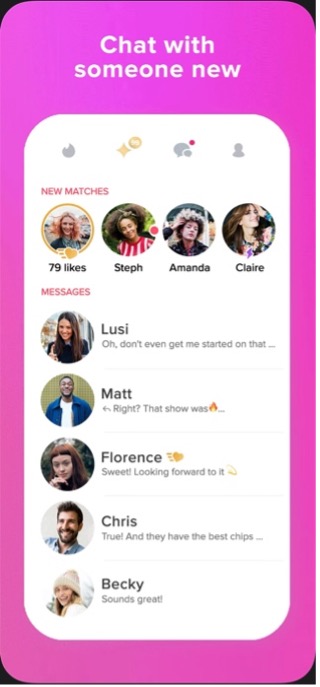 Chat with
someone new
NEW MATCHES
79 likes
Steph
Amanda
Claire
MESSAGES
Lusi
Oh, don't even get me started on that ...
Matt
Right? That show was🔥...
Florence
Sweet! Looking forward to it 💫
Chris
True! And they have the best chips ...
Becky
Sounds great!